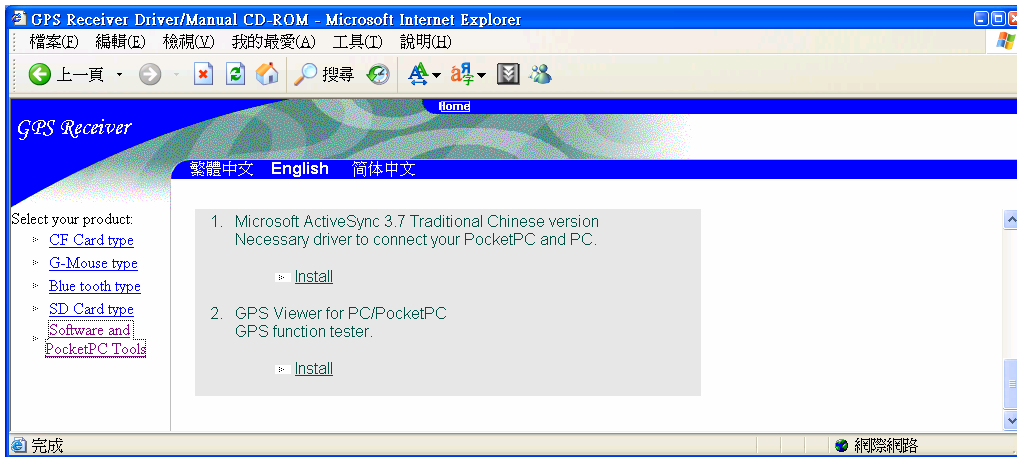 GPS Receiver Driver/Manual CD-ROM - Microsoft Internet Explorer
檔案(F) 編輯(E) 檢視(V) 我的最愛(A) 工具(T) 說明(H)
上一頁 搜尋
Home
GPS Receiver
繁體中文 English 简体中文
Select your product:
CF Card type
G-Mouse type
Blue tooth type
SD Card type
Software and
PocketPC Tools
1. Microsoft ActiveSync 3.7 Traditional Chinese version
Necessary driver to connect your PocketPC and PC.
Install
2. GPS Viewer for PC/PocketPC
GPS function tester.
Install
完成 網際網路